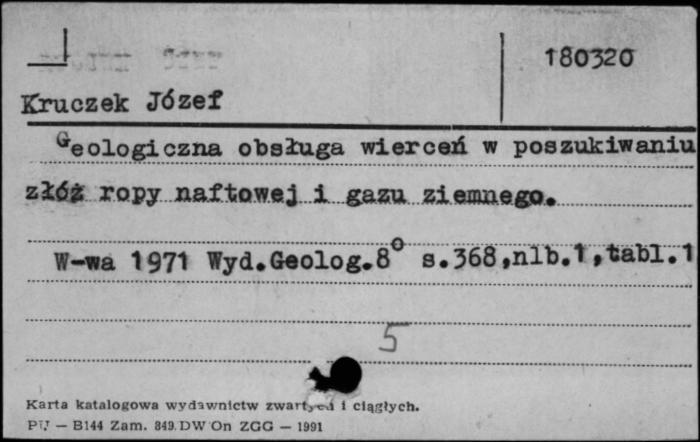 180320
Kruczek Józef
Geologiczna obsługa wierceń w poszukiwaniu
złóż ropy naftowej i gazu ziemnego.
W-wa 1971 Wyd.Geolog.8° s.368,nlb.1,tabl.1
5
Karta katalogowa wydawnictw zwartych i ciągłych.
PU — B144 Zam. 849.DW On ZGG — 1991